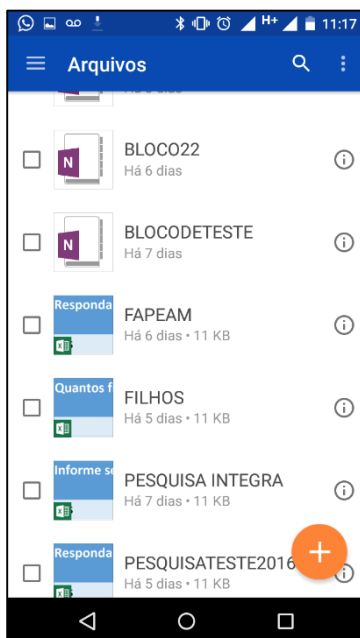 H+ 11:17
Arquivos
BLOCO22
Há 6 dias
BLOCODETESTE
Há 7 dias
Responda
FAPEAM
Há 6 dias • 11 KB
Quantos f
FILHOS
Há 5 dias • 11 KB
Informe se
PESQUISA INTEGRA
Há 7 dias • 11 KB
Responda
PESQUISATESTE2016
Há 5 dias • 11 KB